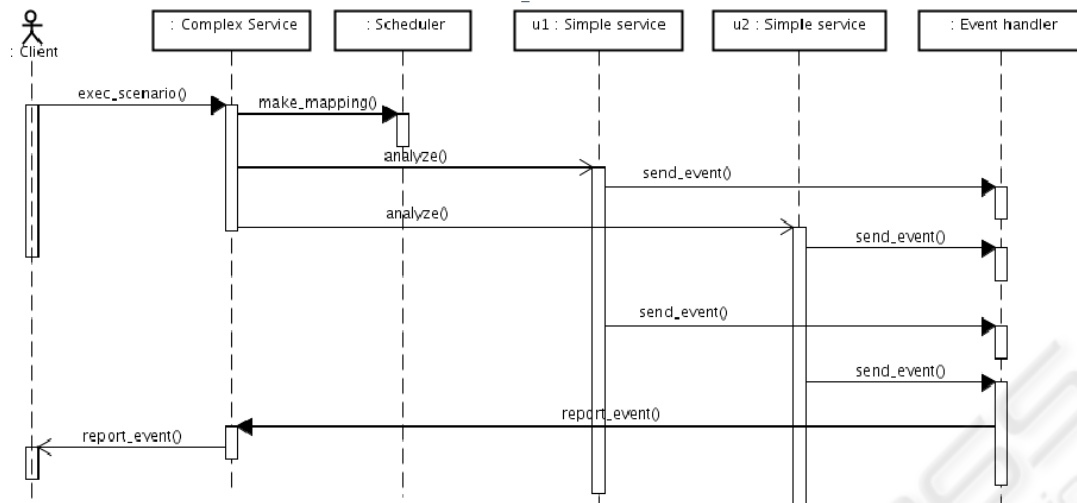 : Client
: Complex Service
: Scheduler
u1 : Simple service
u2 : Simple service
: Event handler
exec_scenario()
make_mapping()
analyze()
send_event()
analyze()
send_event()
send_event()
send_event()
report_event()
report_event()